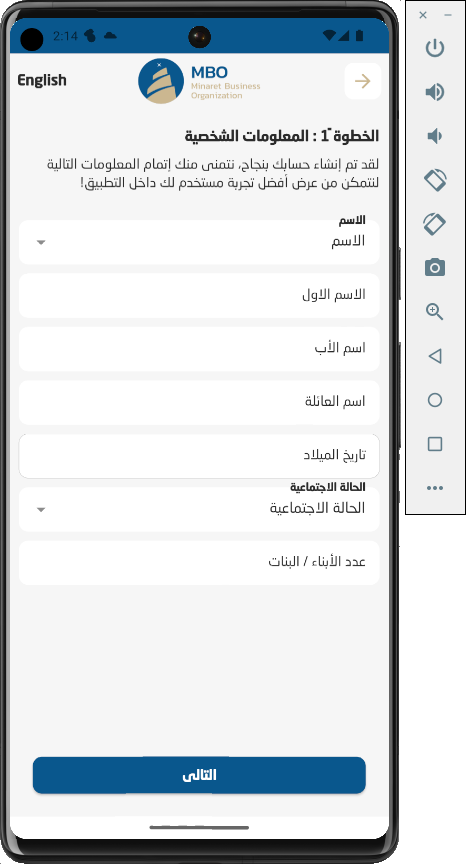 2:14
English
MBO
Minaret Business
Organization
الخطوة 1 : المعلومات الشخصية
لقد تم إنشاء حسابك بنجاح، نتمنى منك إتمام المعلومات التالية
لنتمكن من عرض أفضل تجربة مستخدم لك داخل التطبيق!
الاسم
الاسم
الاسم الاول
اسم الأب
اسم العائلة
تاريخ الميلاد
الحالة الاجتماعية
الحالة الاجتماعية
عدد الأبناء / البنات
التالى